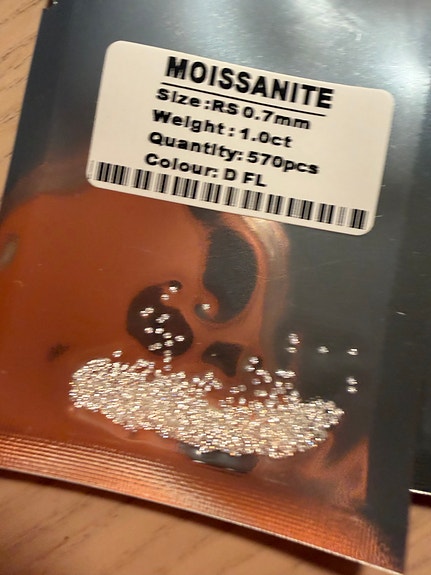 MOISSANITE
Size:RS 0.7mm
Weight:1.0ct
Quantity:570pcs
Colour: D FL